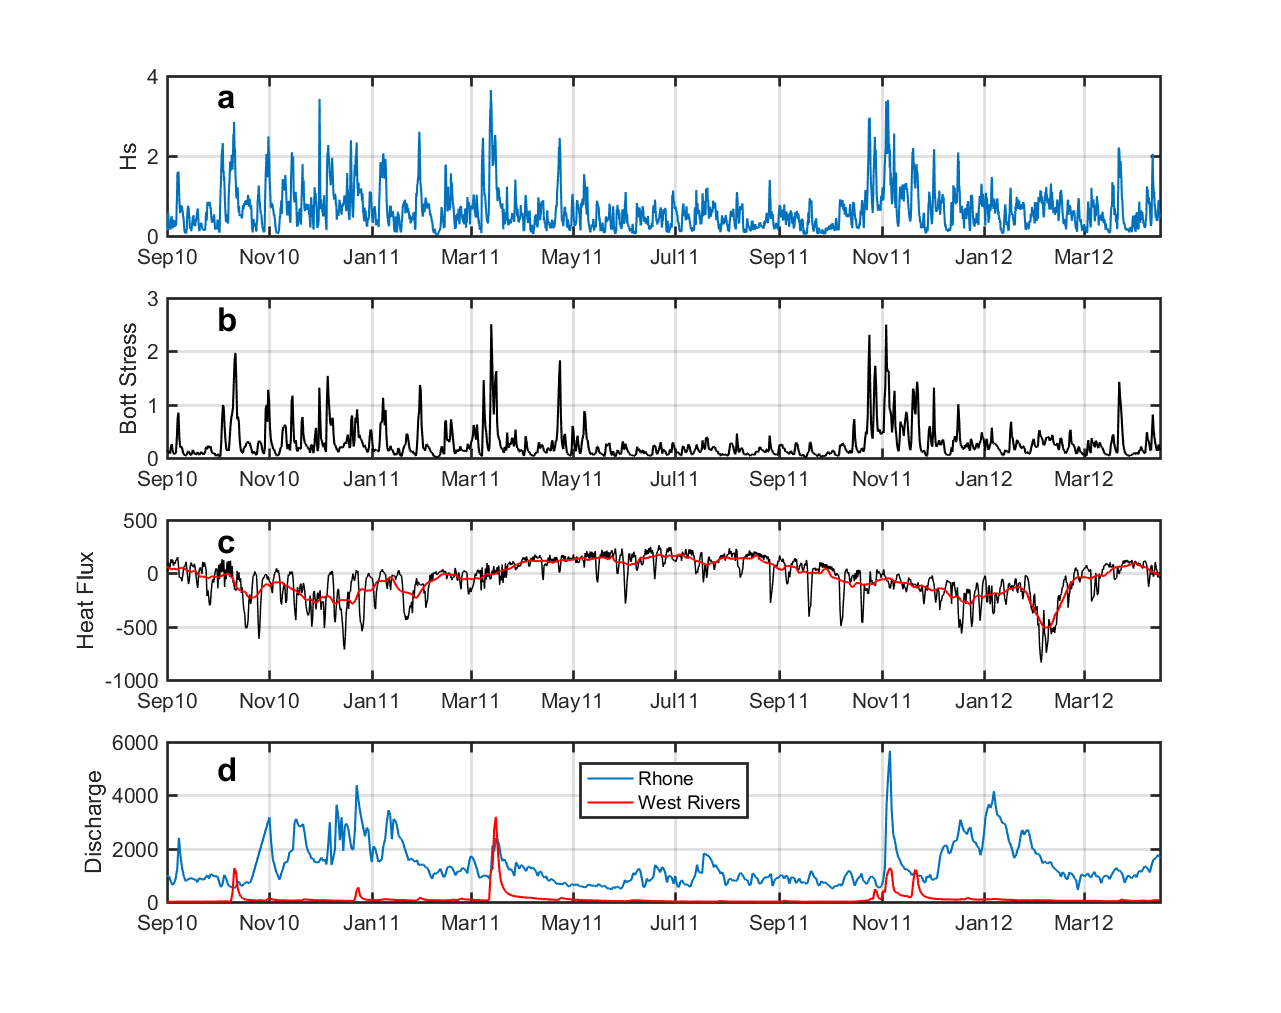 4
2
0
Hs
a
Sep10 Nov10 Jan11 Mar11 May11 Jul11 Sep11 Nov11 Jan12 Mar12
3
2
1
0
Bott Stress
b
Sep10 Nov10 Jan11 Mar11 May11 Jul11 Sep11 Nov11 Jan12 Mar12
500
0
-500
-1000
Heat Flux
c
Sep10 Nov10 Jan11 Mar11 May11 Jul11 Sep11 Nov11 Jan12 Mar12
6000
4000
2000
0
Discharge
d
Rhone
West Rivers
Sep10 Nov10 Jan11 Mar11 May11 Jul11 Sep11 Nov11 Jan12 Mar12